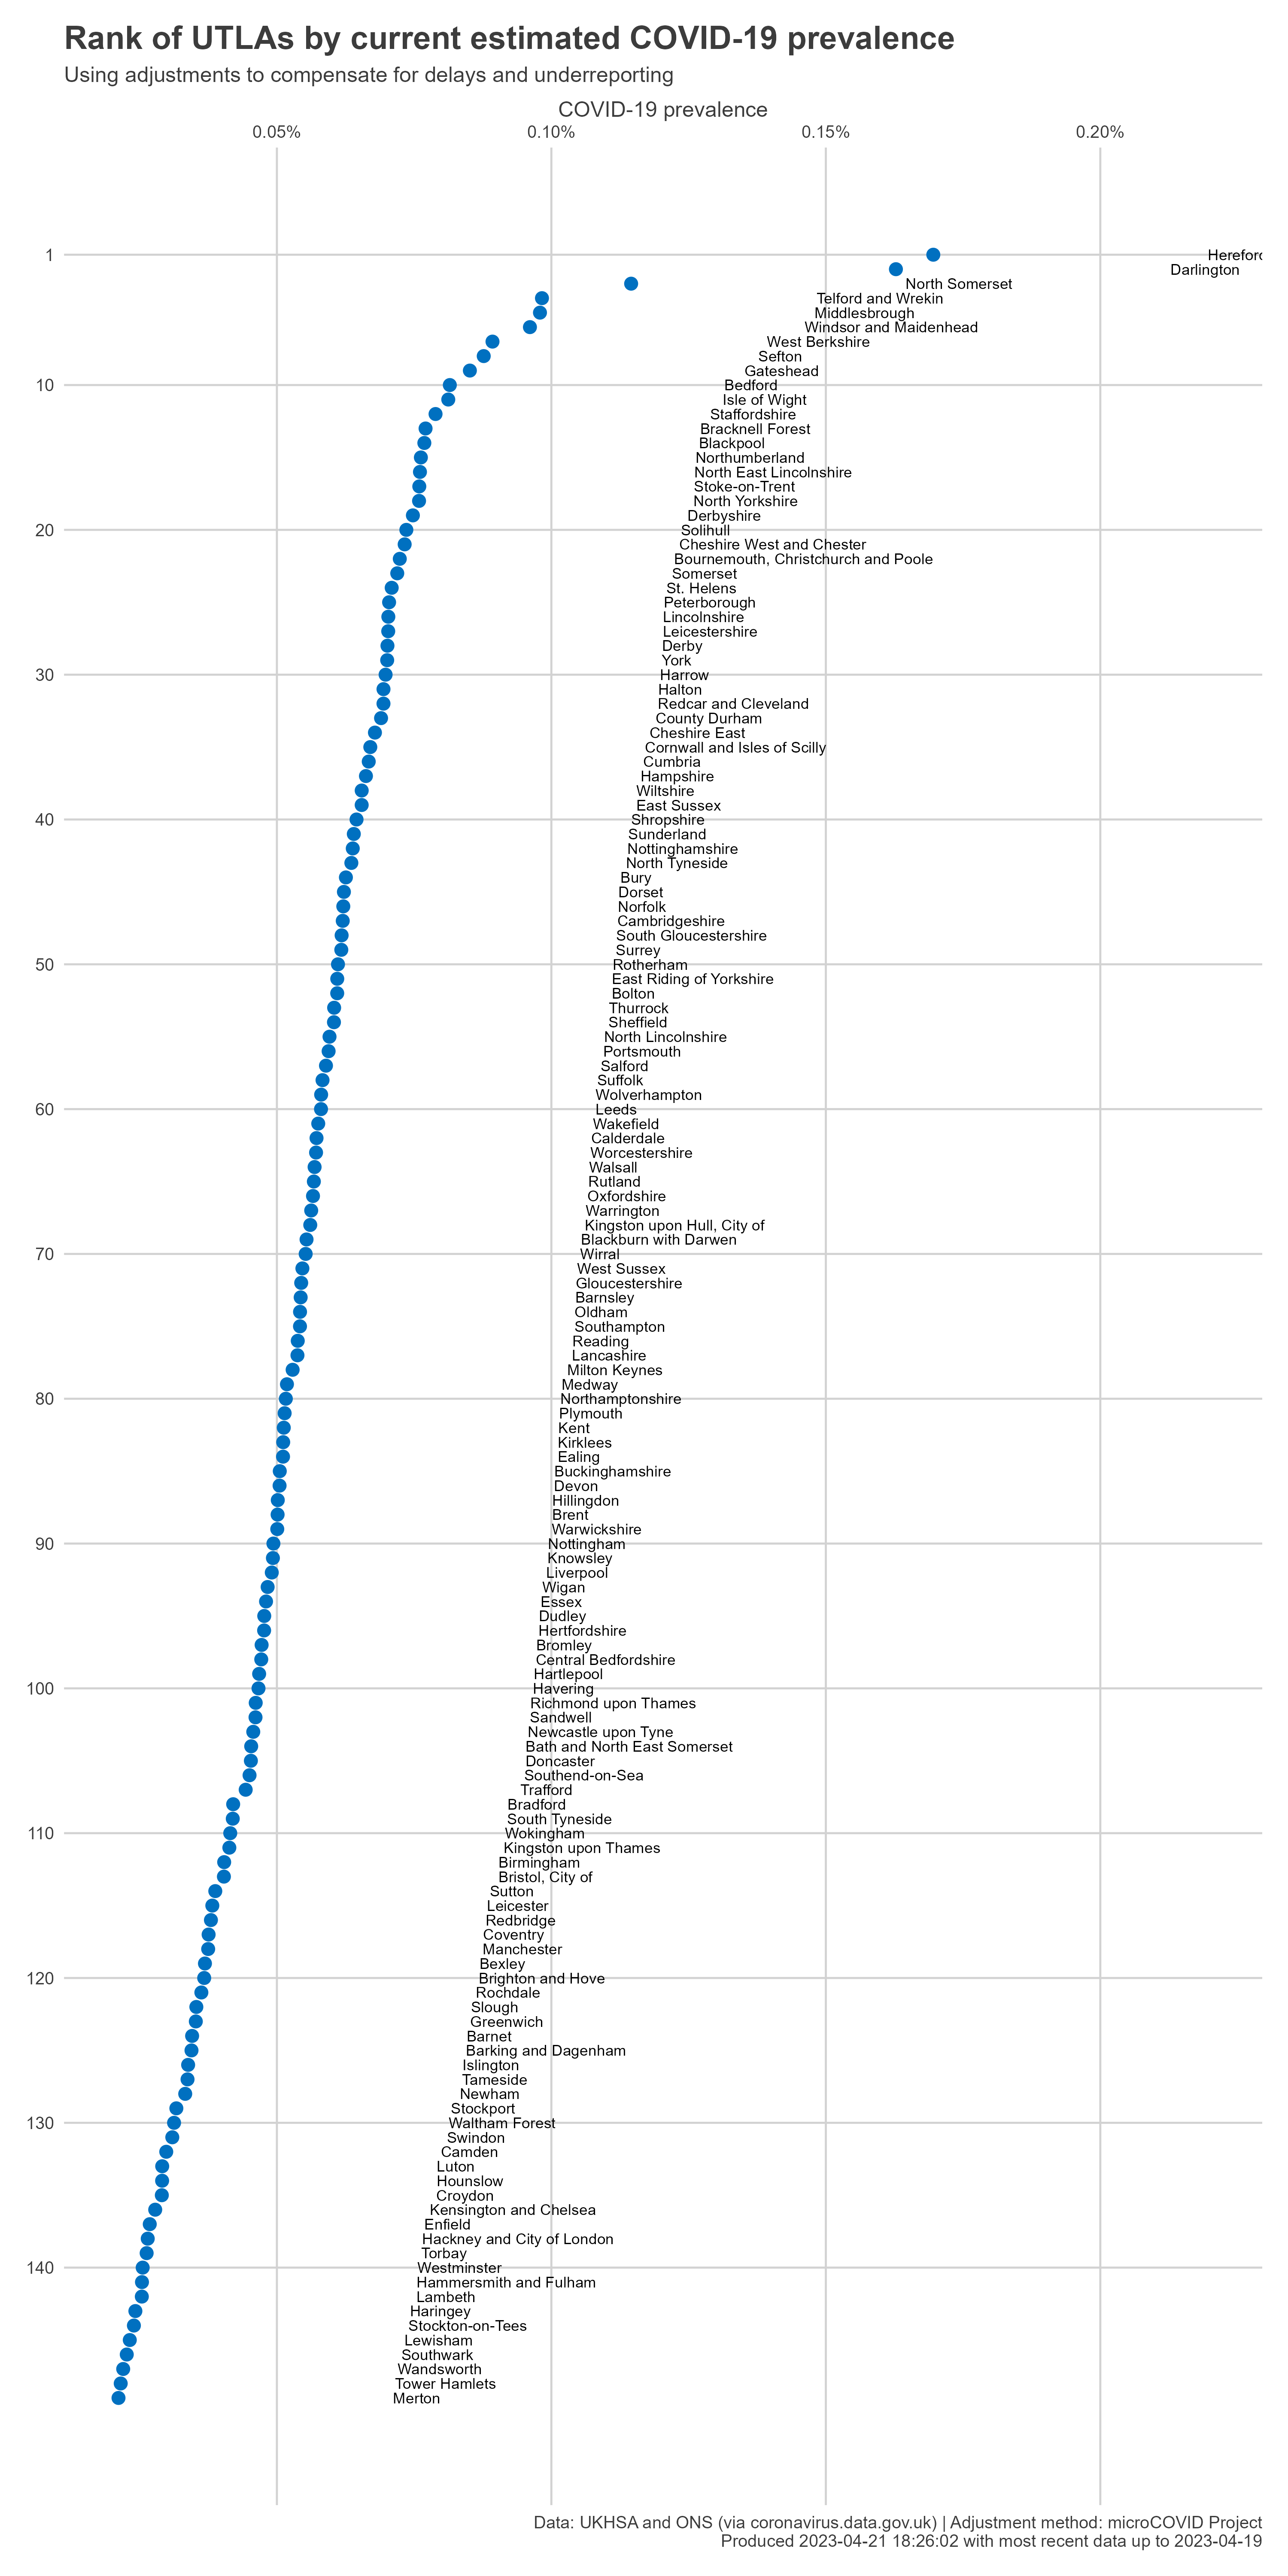 Rank of UTLAs by current estimated COVID-19 prevalence
Using adjustments to compensate for delays and underreporting
COVID-19 prevalence
0.05% 0.10% 0.15% 0.20%
1 Hereford
Darlington
North Somerset
Telford and Wrekin
Middlesbrough
Windsor and Maidenhead
West Berkshire
Sefton
Gateshead
10 Bedford
Isle of Wight
Staffordshire
Bracknell Forest
Blackpool
Northumberland
North East Lincolnshire
Stoke-on-Trent
North Yorkshire
Derbyshire
20 Solihull
Cheshire West and Chester
Bournemouth, Christchurch and Poole
Somerset
St. Helens
Peterborough
Lincolnshire
Leicestershire
Derby
York
30 Harrow
Halton
Redcar and Cleveland
County Durham
Cheshire East
Cornwall and Isles of Scilly
Cumbria
Hampshire
Wiltshire
East Sussex
40 Shropshire
Sunderland
Nottinghamshire
North Tyneside
Bury
Dorset
Norfolk
Cambridgeshire
South Gloucestershire
Surrey
50 Rotherham
East Riding of Yorkshire
Bolton
Thurrock
Sheffield
North Lincolnshire
Portsmouth
Salford
Suffolk
Wolverhampton
60 Leeds
Wakefield
Calderdale
Worcestershire
Walsall
Rutland
Oxfordshire
Warrington
Kingston upon Hull, City of
Blackburn with Darwen
70 Wirral
West Sussex
Gloucestershire
Barnsley
Oldham
Southampton
Reading
Lancashire
Milton Keynes
Medway
80 Northamptonshire
Plymouth
Kent
Kirklees
Ealing
Buckinghamshire
Devon
Hillingdon
Brent
Warwickshire
90 Nottingham
Knowsley
Liverpool
Wigan
Essex
Dudley
Hertfordshire
Bromley
Central Bedfordshire
Hartlepool
100 Havering
Richmond upon Thames
Sandwell
Newcastle upon Tyne
Bath and North East Somerset
Doncaster
Southend-on-Sea
Trafford
Bradford
South Tyneside
110 Wokingham
Kingston upon Thames
Birmingham
Bristol, City of
Sutton
Leicester
Redbridge
Coventry
Manchester
Bexley
120 Brighton and Hove
Rochdale
Slough
Greenwich
Barnet
Barking and Dagenham
Islington
Tameside
Newham
Stockport
130 Waltham Forest
Swindon
Camden
Luton
Hounslow
Croydon
Kensington and Chelsea
Enfield
Hackney and City of London
Torbay
140 Westminster
Hammersmith and Fulham
Lambeth
Haringey
Stockton-on-Tees
Lewisham
Southwark
Wandsworth
Tower Hamlets
Merton
Data: UKHSA and ONS (via coronavirus.data.gov.uk) | Adjustment method: microCOVID Project
Produced 2023-04-21 18:26:02 with most recent data up to 2023-04-19